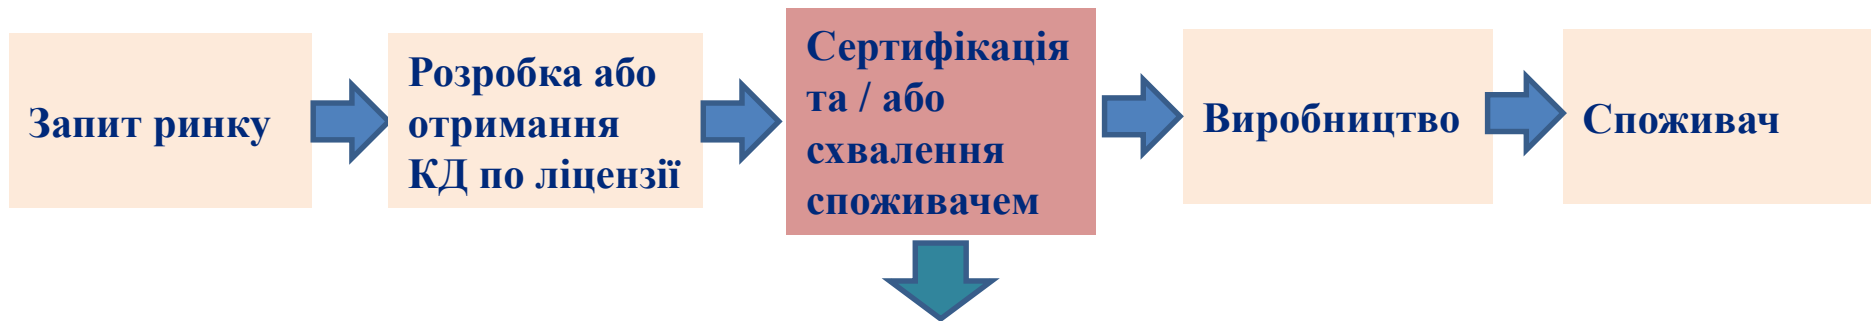 Запит ринку
Розробка або
отримання
КД по ліцензії
Сертифікація
та / або
схвалення
споживачем
Виробництво
Споживач